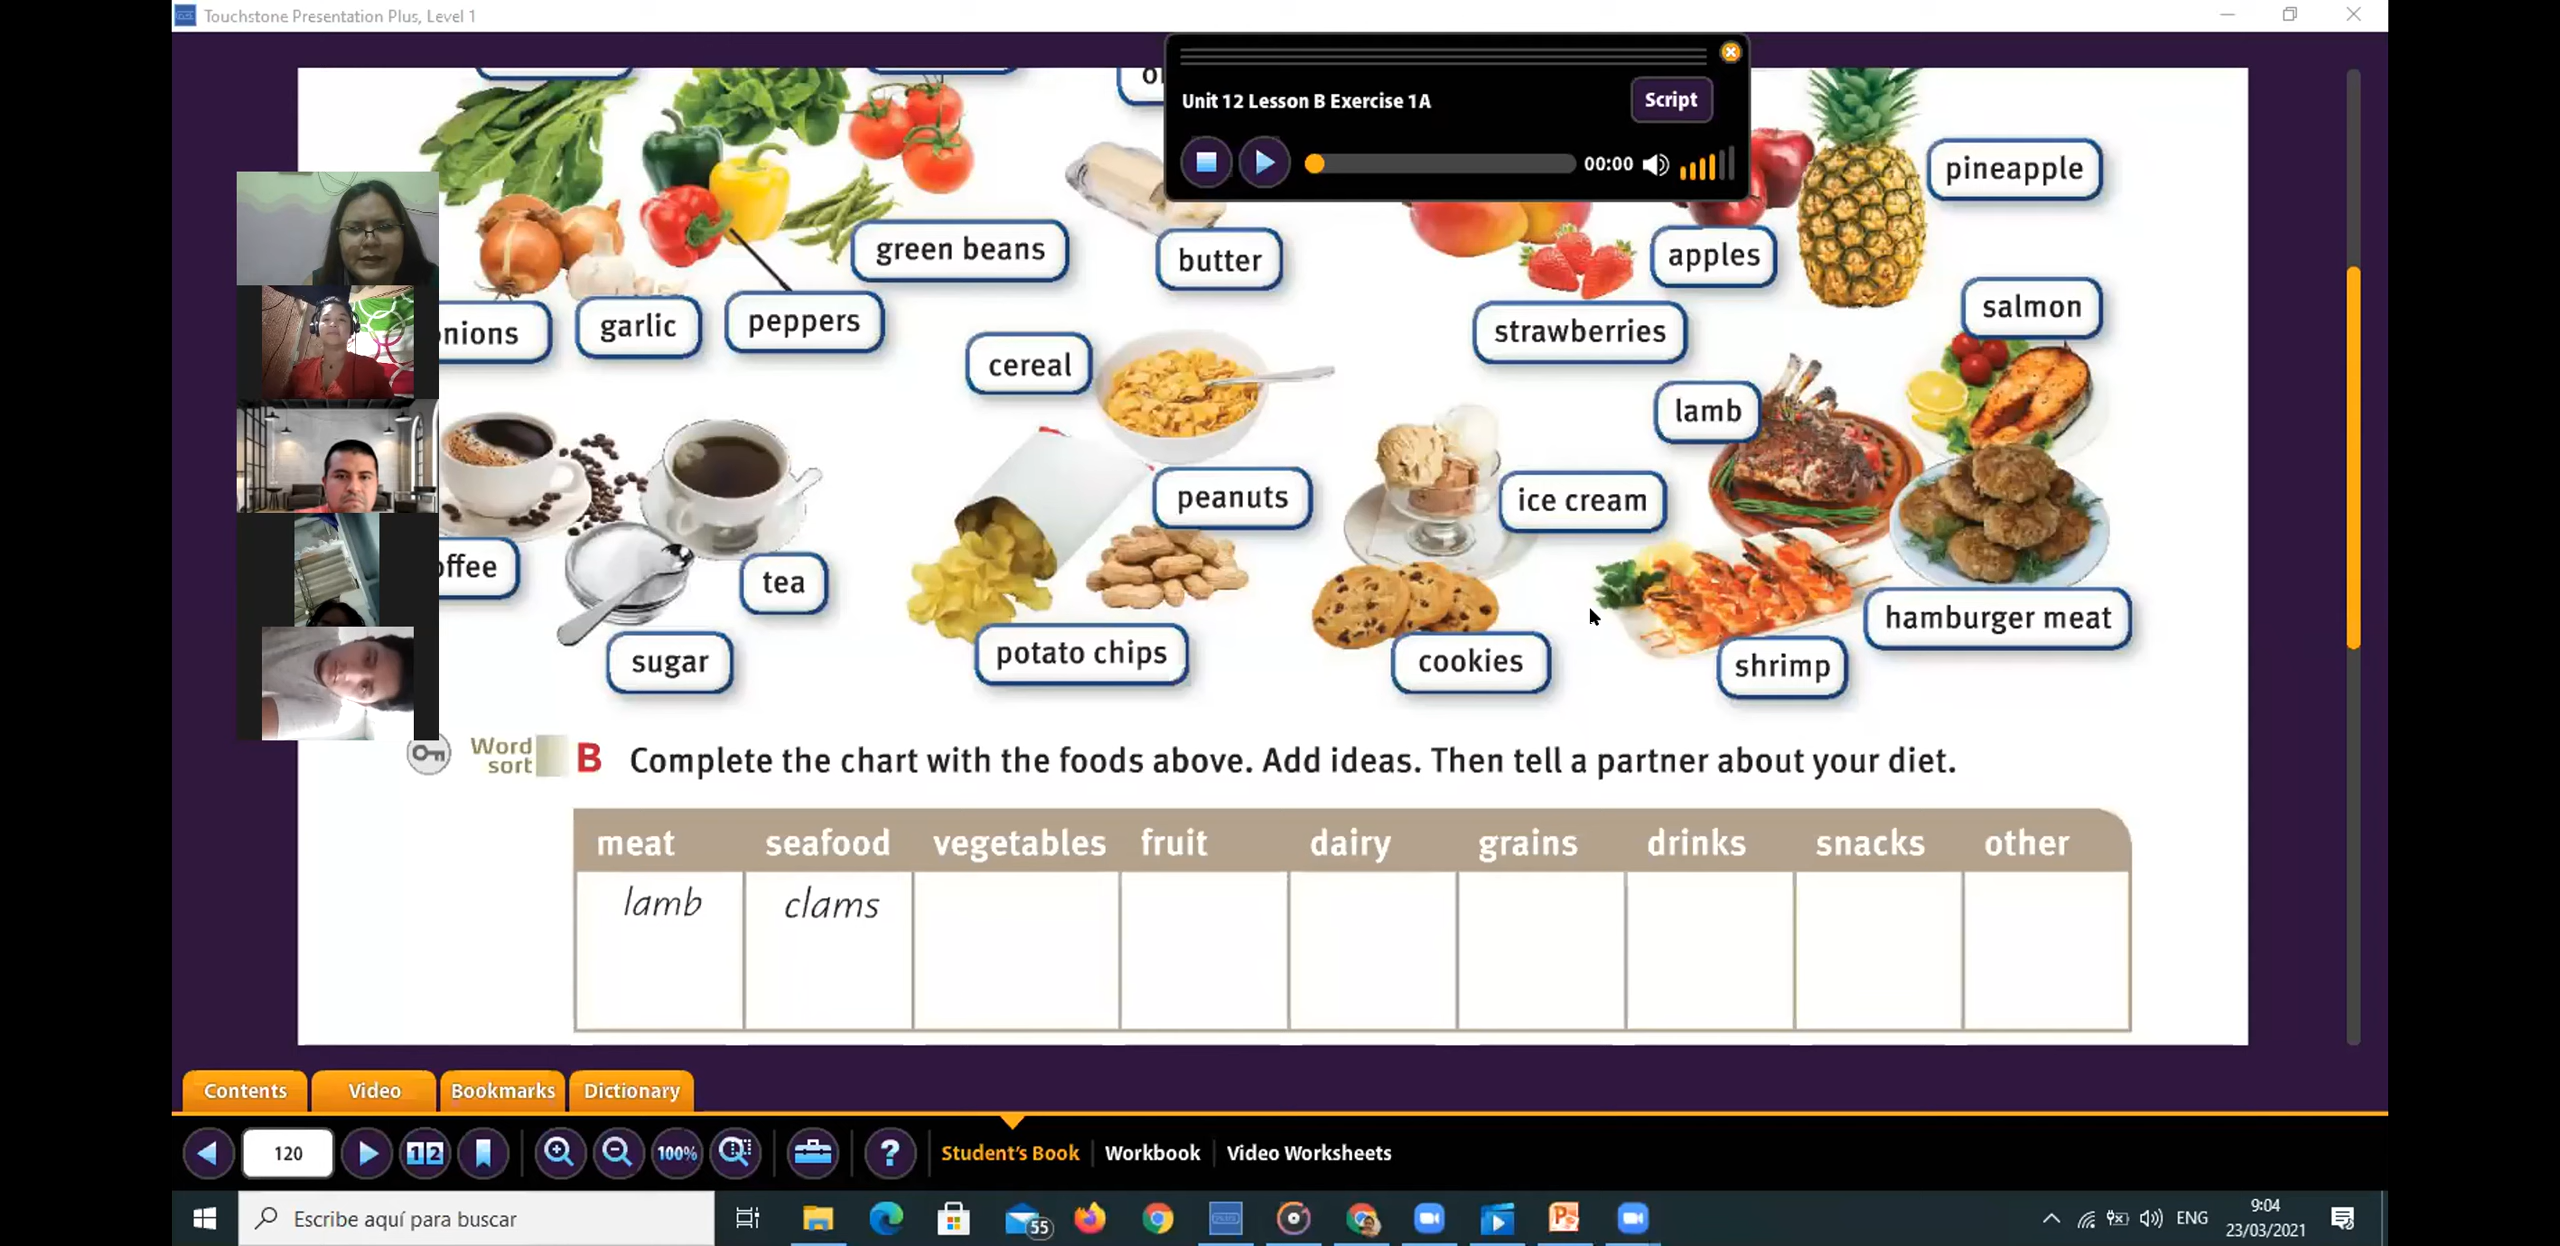 Touchstone Presentation Plus, Level 1
Unit 12 Lesson B Exercise 1A
Script
00:00
pineapple
green beans
butter
apples
salmon
nions
garlic
peppers
strawberries
cereal
lamb
peanuts
ice cream
offee
tea
hamburger meat
sugar
potato chips
cookies
shrimp
Word
sort
B Complete the chart with the foods above. Add ideas. Then tell a partner about your diet.
meat seafood vegetables fruit dairy grains drinks snacks other
lamb clams
Contents Video Bookmarks Dictionary
120 12 100% ? Student's Book Workbook Video Worksheets
Escribe aquí para buscar
55
ENG
9:04
23/03/2021